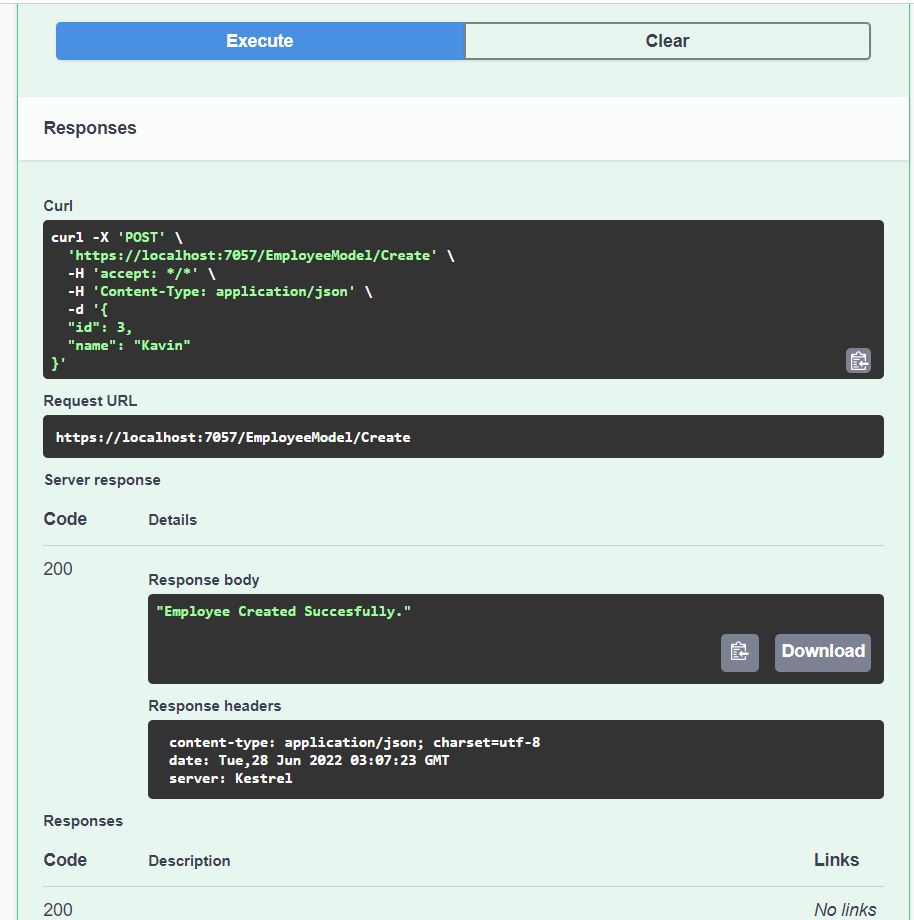 Execute
Clear
Responses
Curl
curl -X 'POST' \
'https://localhost:7057/EmployeeModel/Create' \
-H 'accept: */*' \
-H 'Content-Type: application/json' \
-d '{
"id": 3,
"name": "Kavin"
}'
Request URL
https://localhost:7057/EmployeeModel/Create
Server response
Code Details
200
Response body
"Employee Created Succesfully."
Download
Response headers
content-type: application/json; charset=utf-8
date: Tue,28 Jun 2022 03:07:23 GMT
server: Kestrel
Responses
Code Description Links
200 No links